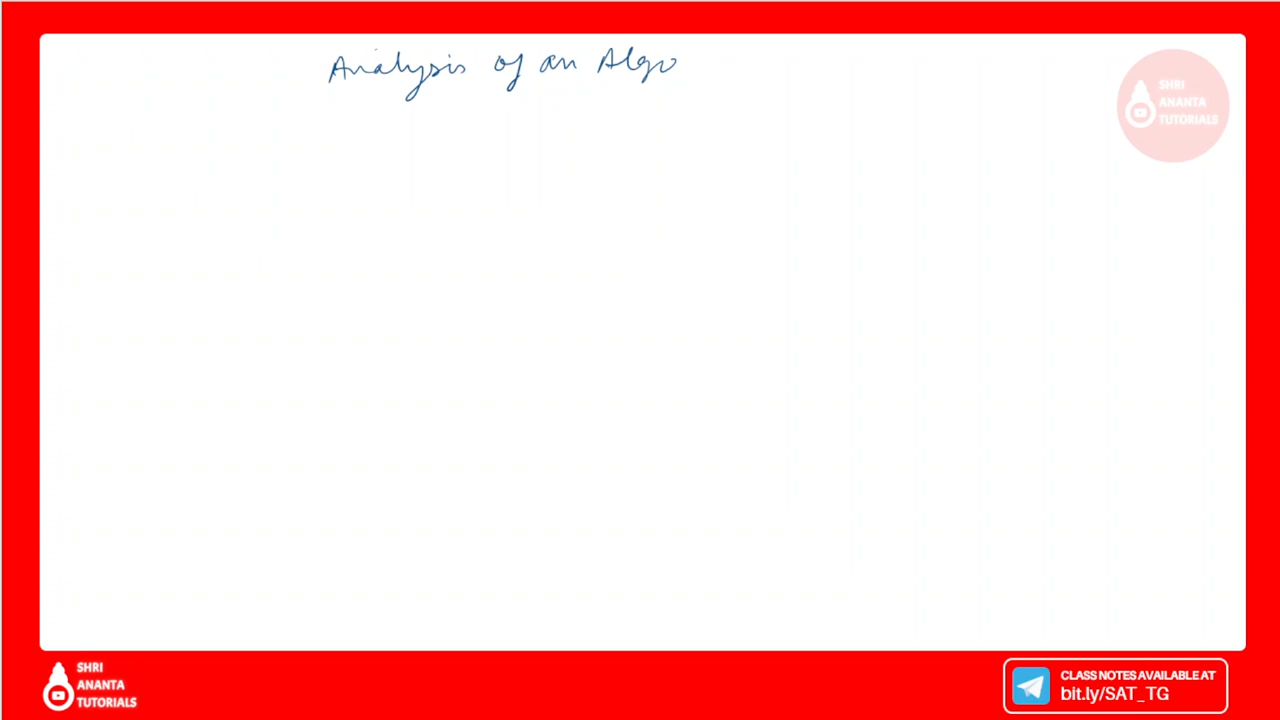 Analysis of an Algo
SHRI
ANANTA
TUTORIALS
SHRI
ANANTA
TUTORIALS
CLASS NOTES AVAILABLE AT
bit.ly/SAT_TG